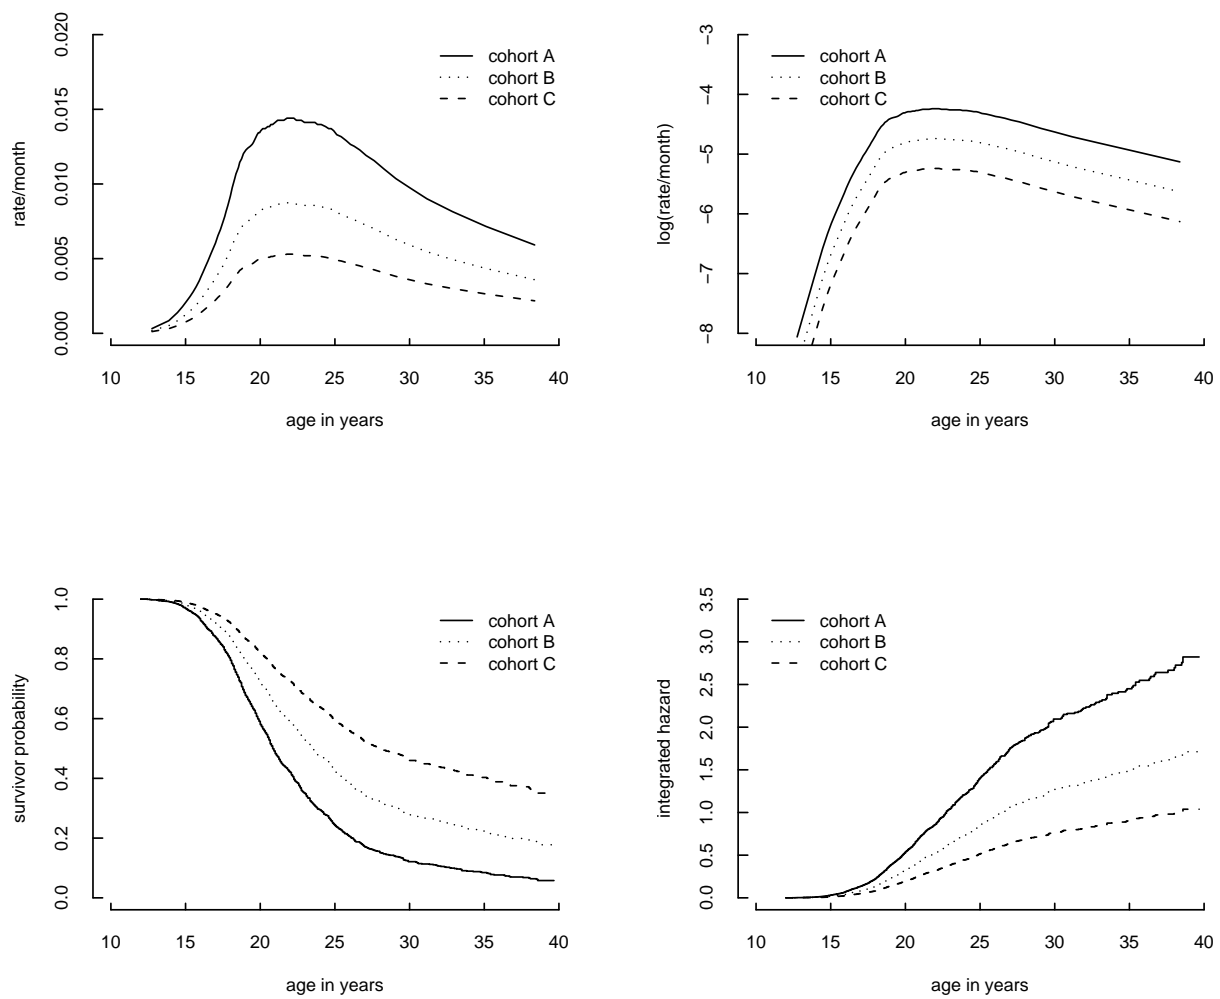 0.000 0.005 0.010 0.015 0.020
rate/month
cohort A
cohort B
cohort C
10 15 20 25 30 35 40
age in years
−8 −7 −6 −5 −4 −3
log(rate/month)
cohort A
cohort B
cohort C
10 15 20 25 30 35 40
age in years
0.0 0.2 0.4 0.6 0.8 1.0
survivor probability
cohort A
cohort B
cohort C
10 15 20 25 30 35 40
age in years
0.0 0.5 1.0 1.5 2.0 2.5 3.0 3.5
integrated hazard
cohort A
cohort B
cohort C
10 15 20 25 30 35 40
age in years